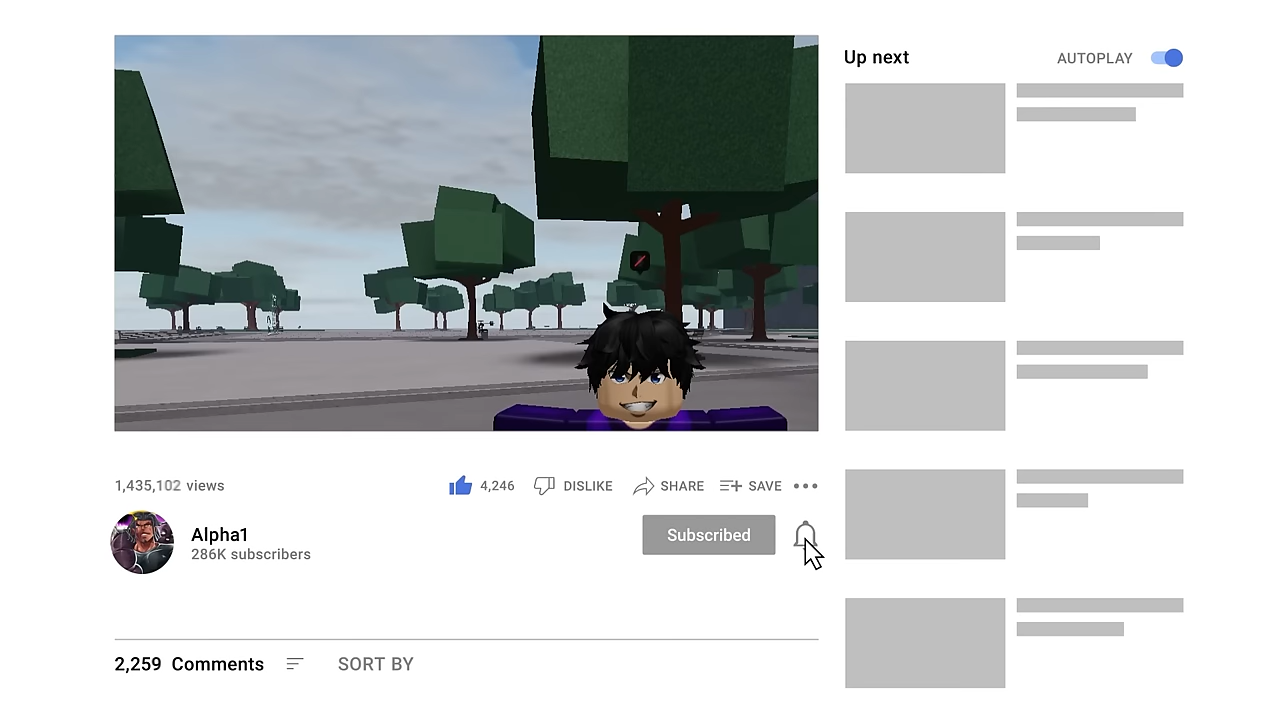 Up next
AUTOPLAY
1,435,102 views
4,246
DISLIKE
SHARE
SAVE
Alpha1
286K subscribers
Subscribed
2,259 Comments
SORT BY